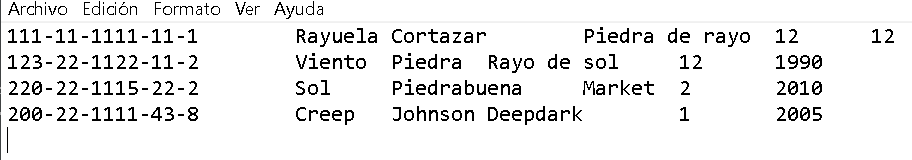 Archivo Edición Formato Ver Ayuda
111-11-1111-11-1 Rayuela Cortazar Piedra de rayo 12 12
123-22-1122-11-2 Viento Piedra Rayo de sol 12 1990
220-22-1115-22-2 Sol Piedrabuena Market 2 2010
200-22-1111-43-8 Creep Johnson Deepdark 1 2005